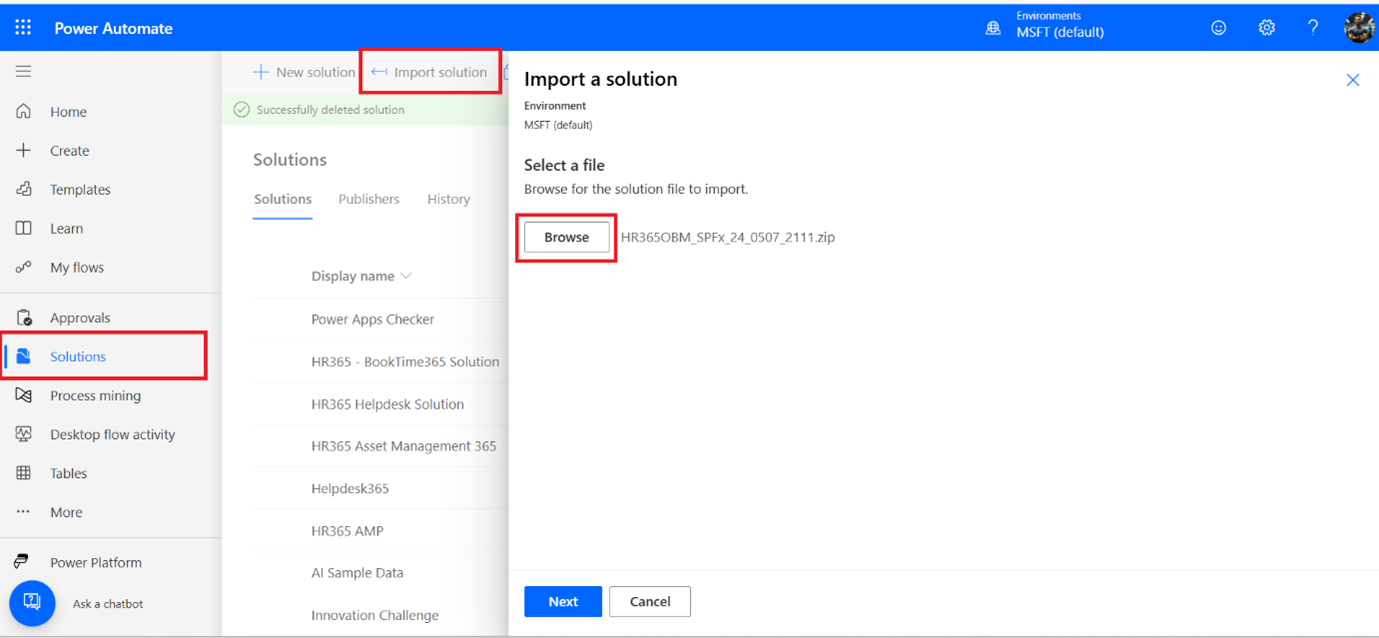 Power Automate
Environments
MSFT (default)
Home
Create
Templates
Learn
My flows
Approvals
Solutions
Process mining
Desktop flow activity
Tables
More
Power Platform
Ask a chatbot
New solution
Import solution
Successfully deleted solution
Solutions
Solutions Publishers History
Display name
Power Apps Checker
HR365 - BookTime365 Solution
HR365 Helpdesk Solution
HR365 Asset Management 365
Helpdesk365
HR365 AMP
AI Sample Data
Innovation Challenge
Import a solution
Environment
MSFT (default)
Select a file
Browse for the solution file to import.
Browse HR365OBM_SPFx_24_0507_2111.zip
Next Cancel